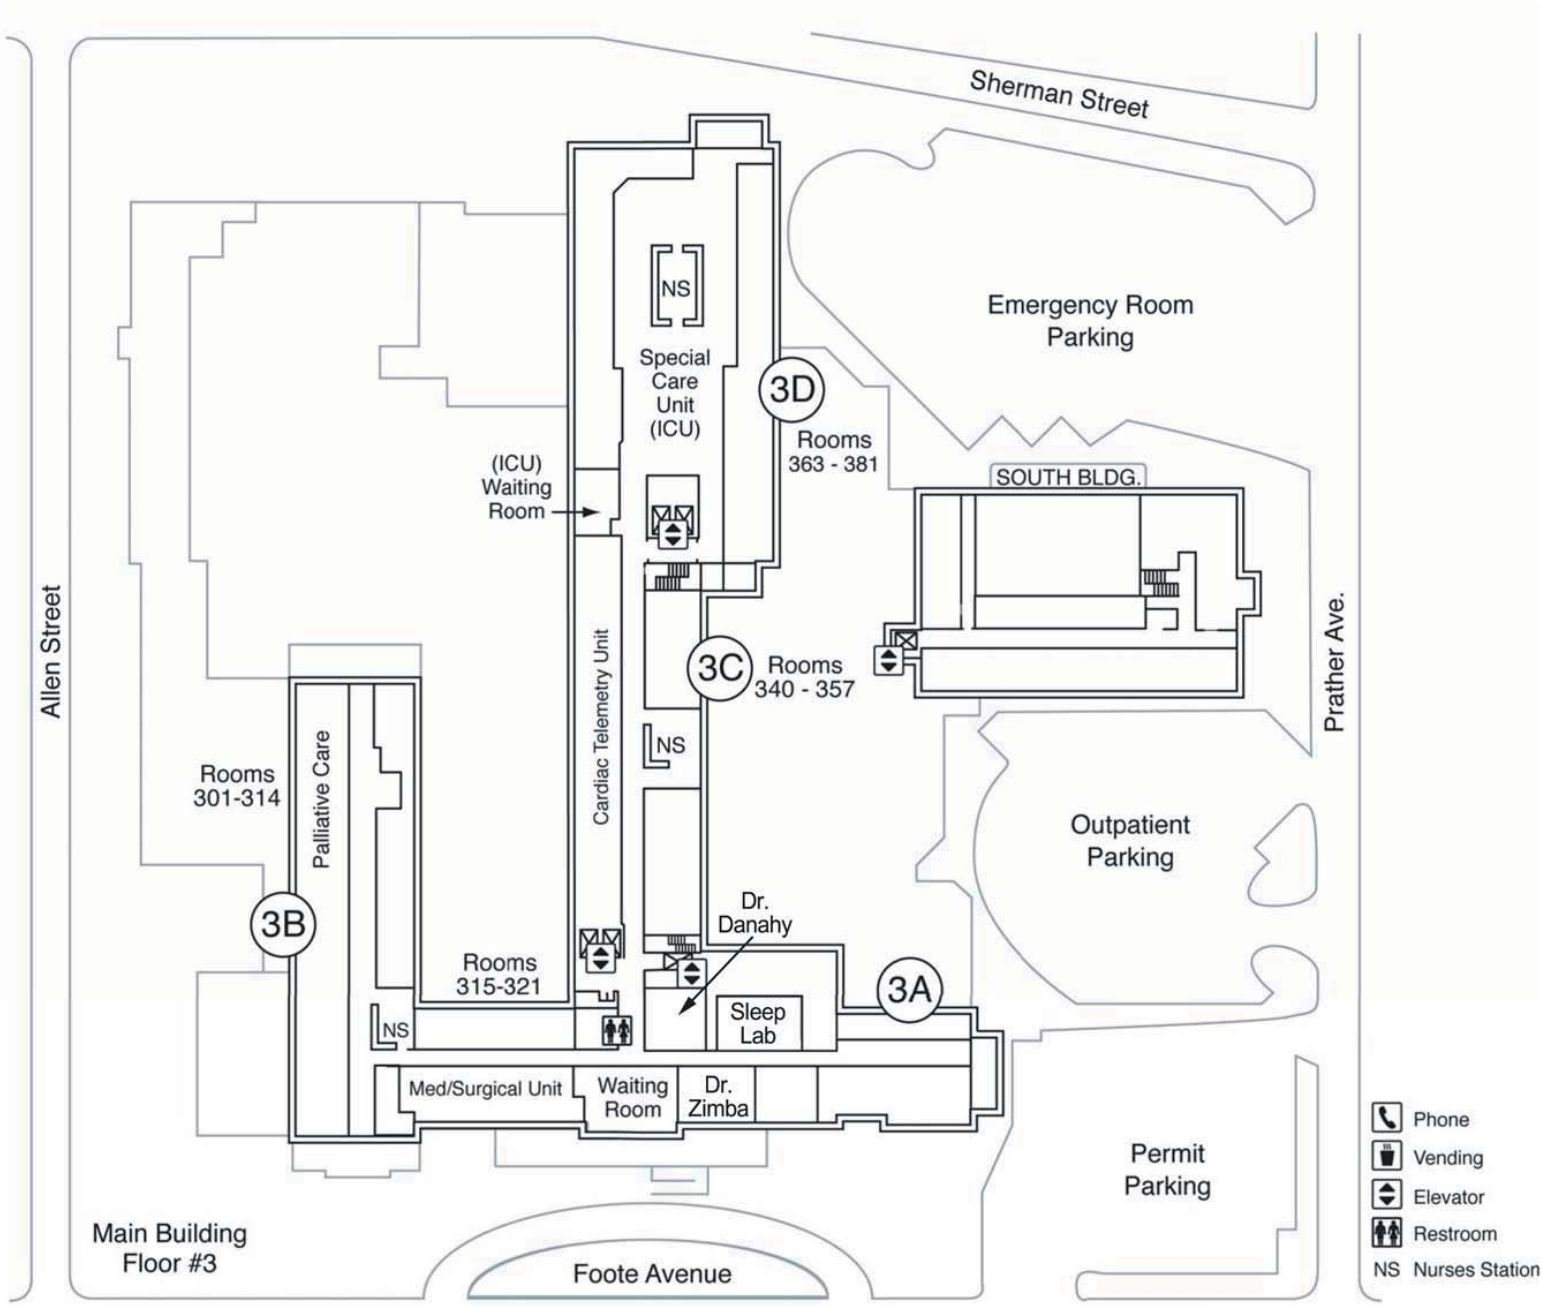 Sherman Street
Emergency Room
Parking
NS
Special
Care
Unit
(ICU)
3D
Rooms
363 - 381
(ICU)
Waiting
Room
SOUTH BLDG.
Allen Street
Prather Ave.
Cardiac Telemetry Unit
3C
Rooms
340 - 357
NS
Palliative Care
Rooms
301-314
Outpatient
Parking
3B
Dr.
Danahy
Rooms
315-321
3A
Sleep
Lab
NS
Med/Surgical Unit
Waiting
Room
Dr.
Zimba
Permit
Parking
Phone
Vending
Elevator
Restroom
NS Nurses Station
Main Building
Floor #3
Foote Avenue